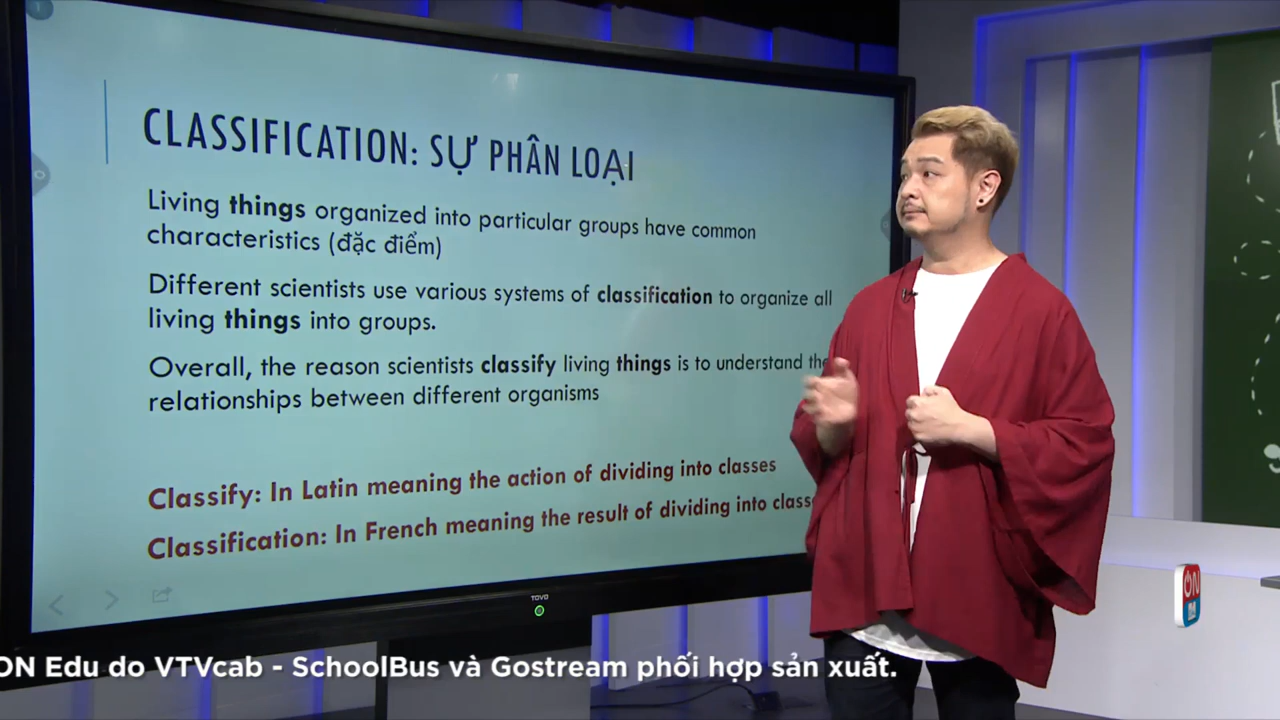 CLASSIFICATION: SỰ PHÂN LOẠI
Living things organized into particular groups have common
characteristics (đặc điểm)
Different scientists use various systems of classification to organize all
living things into groups.
Overall, the reason scientists classify living things is to understand the
relationships between different organisms
Classify: In Latin meaning the action of dividing into classes
Classification: In French meaning the result of dividing into classes
TOVO
ON
ON Edu do VTVcab - SchoolBus và Gostream phối hợp sản xuất.